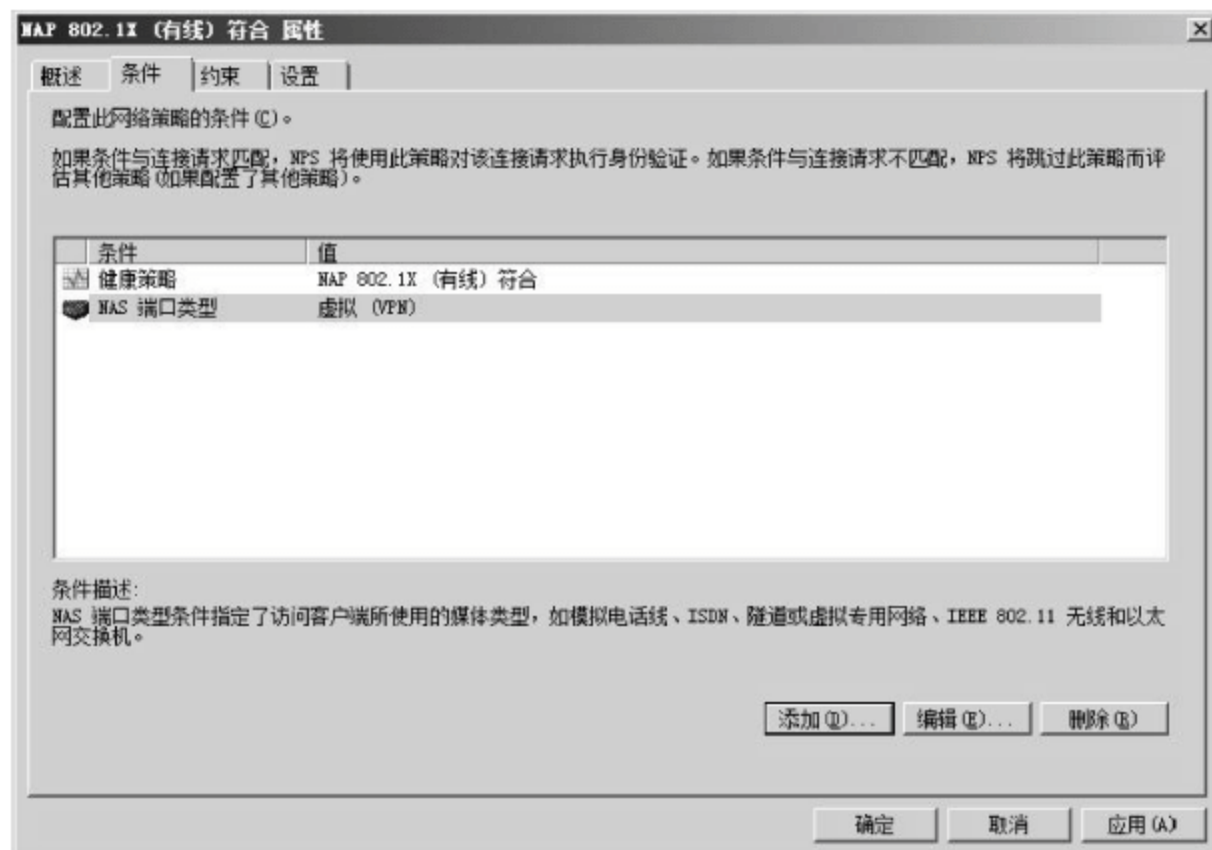 NAP 802.1X (有线) 符合 属性
概述 条件 约束 设置
配置此网络策略的条件(C)。
如果条件与连接请求匹配，NPS 将使用此策略对该连接请求执行身份验证。如果条件与连接请求不匹配，NPS 将跳过此策略而评
估其他策略(如果配置了其他策略)。
条件 值
健康策略 NAP 802.1X (有线) 符合
NAS 端口类型 虚拟 (VPN)
条件描述:
NAS 端口类型条件指定了访问客户端所使用的媒体类型，如模拟电话线、ISDN、隧道或虚拟专用网络、IEEE 802.11 无线和以太
网交换机。
添加(D)... 编辑(E)... 删除(R)
确定 取消 应用(A)